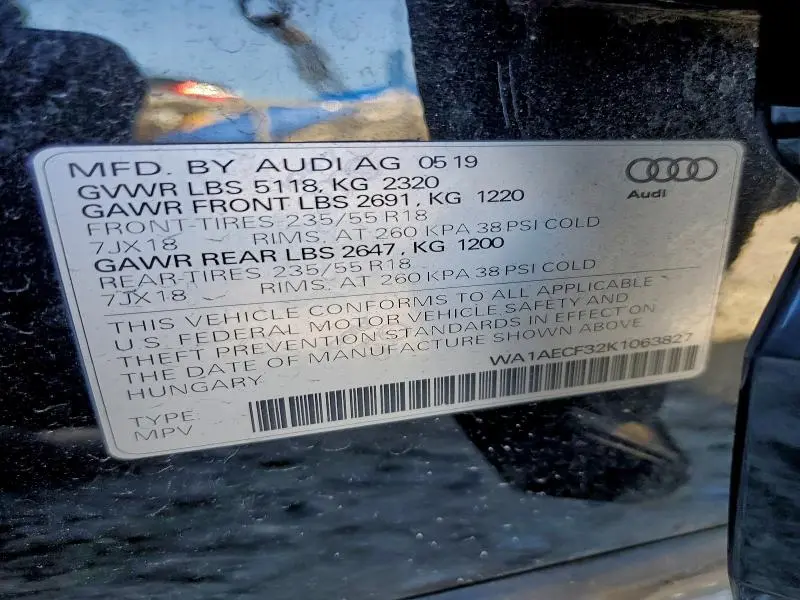 MFD. BY AUDI AG 05 19
GVWR LBS 5118, KG 2320
GAWR FRONT LBS 2691, KG 1220
FRONT-TIRES 235/55 R18
7JX18 RIMS, AT 260 KPA 38 PSI COLD
GAWR REAR LBS 2647, KG 1200
REAR-TIRES 235/55 R18
7JX18 RIMS, AT 260 KPA 38 PSI COLD
THIS VEHICLE CONFORMS TO ALL APPLICABLE
U.S. FEDERAL MOTOR VEHICLE SAFETY AND
THEFT PREVENTION STANDARDS IN EFFECT ON
THE DATE OF MANUFACTURE SHOWN ABOVE.
HUNGARY
WA1AECF32K1063827
TYPE:
MPV
Audi